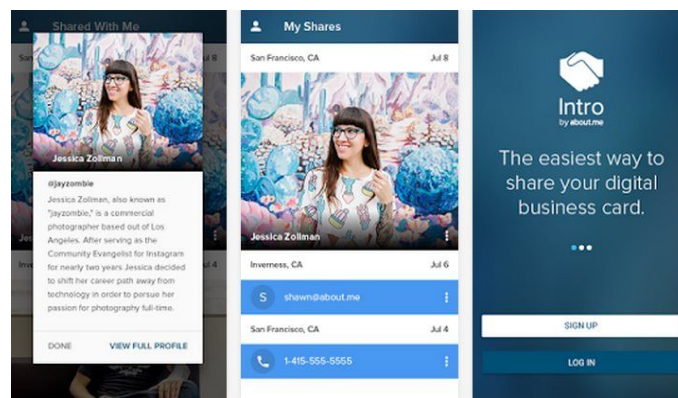 Shared With Me
San
Jul 8
Jessica Zollman
@jayzombie
Jessica Zollman, also known as
"jayzombie," is a commercial
photographer based out of Los
Angeles. After serving as the
Community Evangelist for Instagram
for nearly two years Jessica decided
to shift her career path away from
technology in order to persue her
passion for photography full-time.
DONE VIEW FULL PROFILE
My Shares
San Francisco, CA Jul 8
Jessica Zollman
Inverness, CA Jul 6
S shawn@about.me
San Francisco, CA Jul 4
1-415-555-5555
Intro
by about.me
The easiest way to
share your digital
business card.
SIGN UP
LOG IN